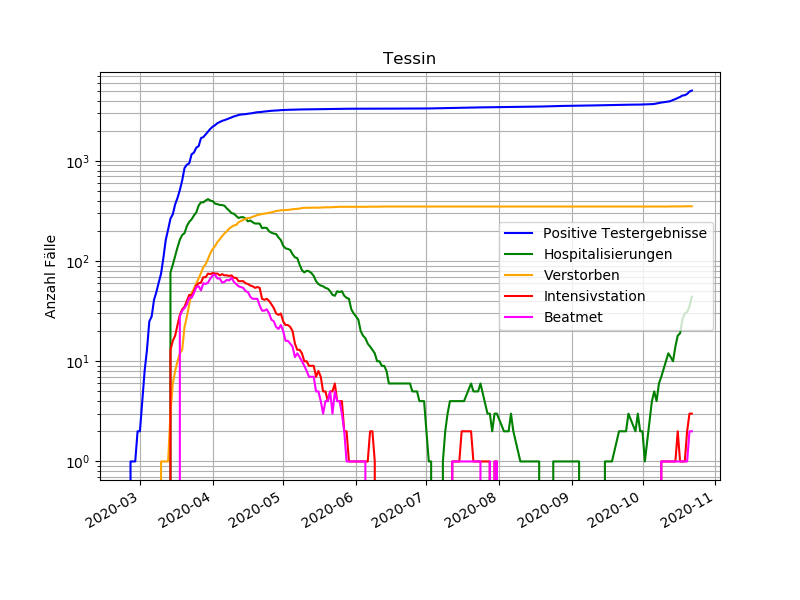 Tessin
Anzahl Fälle
10³
10²
10¹
10⁰
Positive Testergebnisse
Hospitalisierungen
Verstorben
Intensivstation
Beatmet
2020-03
2020-04
2020-05
2020-06
2020-07
2020-08
2020-09
2020-10
2020-11